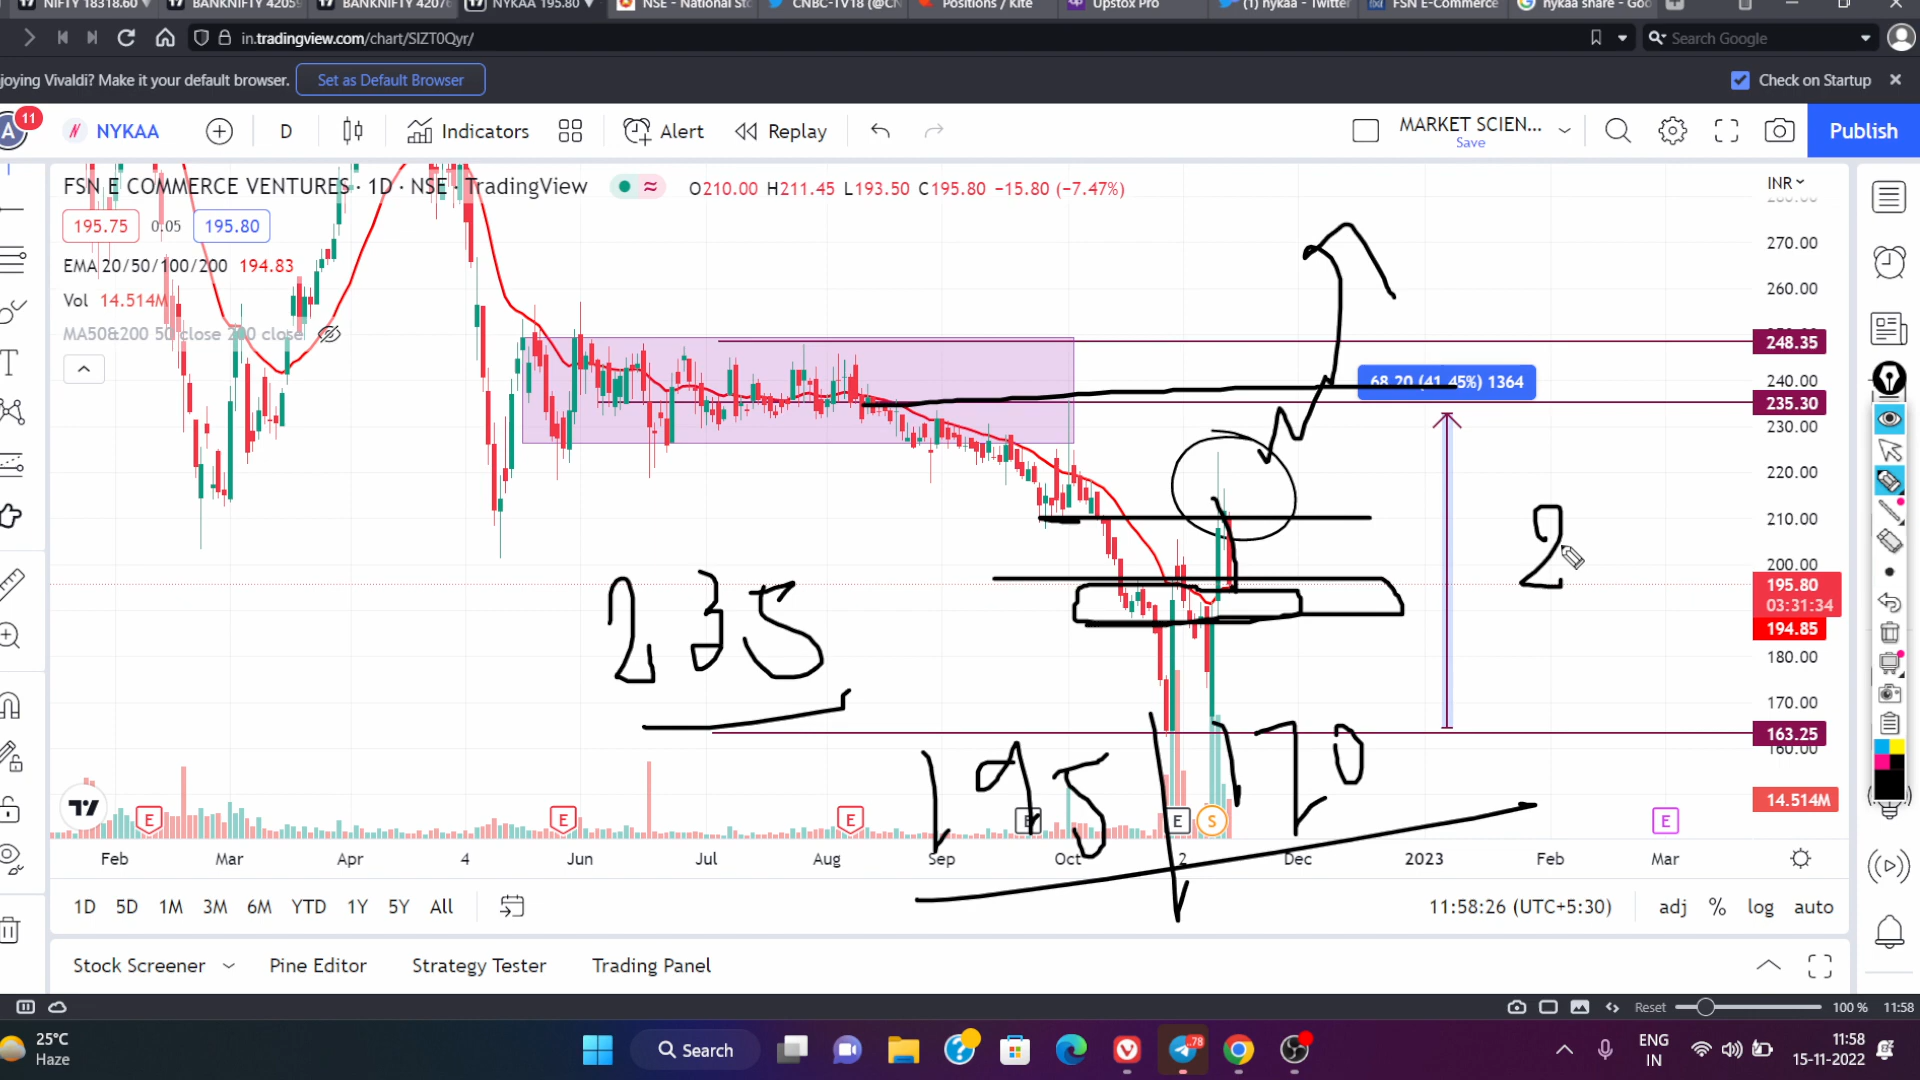 NIFTY 18318.60
BANKNIFTY 4205
BANKNIFTY 4207
NYKAA 195.80
NSE - National St
CNBC-TV18 (@CN
Positions / Kite
Upstox Pro
(1) nykaa - Twitter
FSN E-Commerce
nykaa share - Goo
in.tradingview.com/chart/SIZT0Qyr/
Search Google
joying Vivaldi? Make it your default browser.
Set as Default Browser
Check on Startup
A 11
NYKAA
D
Indicators
Alert
Replay
MARKET SCIEN...
Save
Publish
FSN E COMMERCE VENTURES · 1D · NSE · TradingView
O210.00 H211.45 L193.50 C195.80 −15.80 (−7.47%)
INR
195.75 0.05 195.80
EMA 20/50/100/200 194.83
Vol 14.514M
MA50&200 50 close 200 close
270.00
260.00
248.35
240.00
68.20 (41.45%) 1364
235.30
230.00
220.00
210.00
200.00
195.80
03:31:34
194.85
180.00
170.00
163.25
160.00
14.514M
235
195
170
2
E E E E E S E
Feb Mar Apr 4 Jun Jul Aug Sep Oct 2 Dec 2023 Feb Mar
1D 5D 1M 3M 6M YTD 1Y 5Y All
11:58:26 (UTC+5:30)
adj % log auto
Stock Screener
Pine Editor
Strategy Tester
Trading Panel
Reset 100 % 11:58
25°C
Haze
Search
78
ENG
IN
11:58
15-11-2022